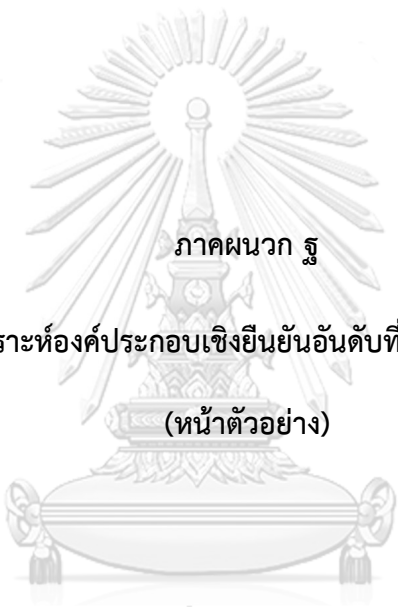 ภาคผนวก ฐ
ราะห์องค์ประกอบเชิงยืนยันอันดับที่
(หน้าตัวอย่าง)